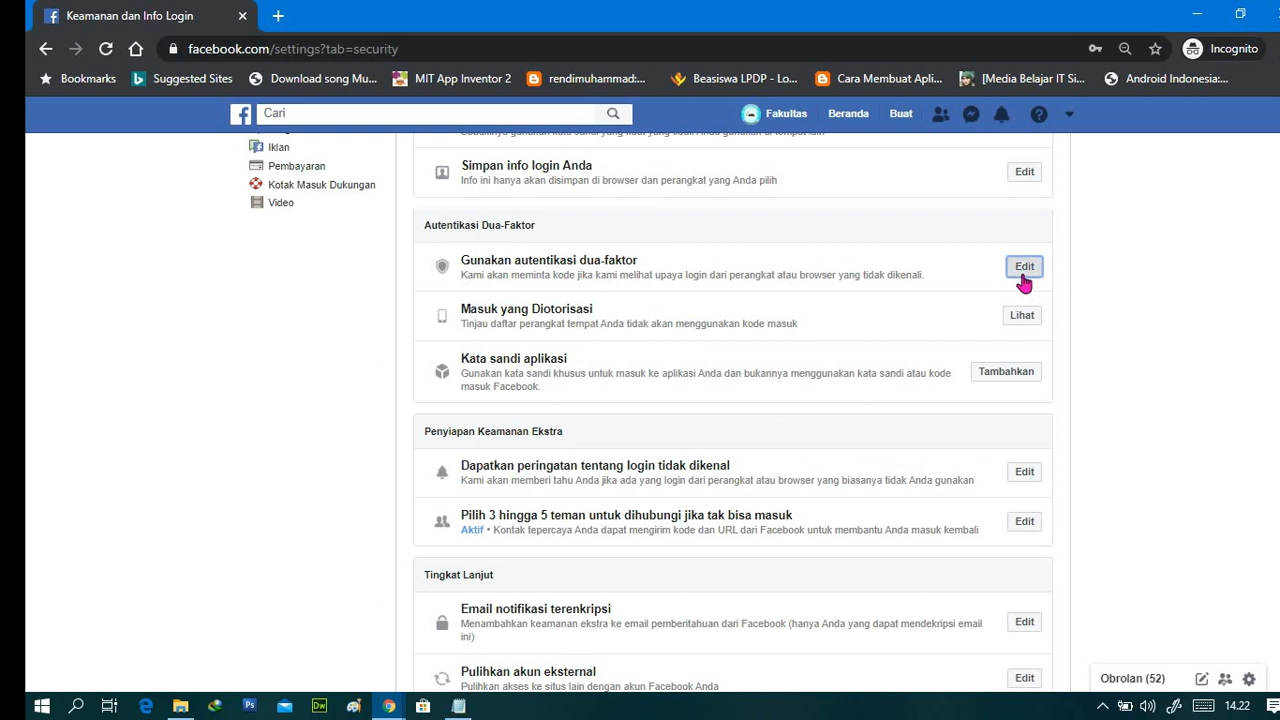 Keamanan dan Info Login
facebook.com/settings?tab=security
Incognito
Bookmarks
Suggested Sites
Download song Mu...
MIT App Inventor 2
rendimuhammad:...
Beasiswa LPDP - Lo...
Cara Membuat Apli...
[Media Belajar IT Si...
Android Indonesia:...
Cari
Fakultas
Beranda
Buat
Iklan
Pembayaran
Kotak Masuk Dukungan
Video
Simpan info login Anda
Info ini hanya akan disimpan di browser dan perangkat yang Anda pilih
Edit
Autentikasi Dua-Faktor
Gunakan autentikasi dua-faktor
Kami akan meminta kode jika kami melihat upaya login dari perangkat atau browser yang tidak dikenali.
Edit
Masuk yang Diotorisasi
Tinjau daftar perangkat tempat Anda tidak akan menggunakan kode masuk
Lihat
Kata sandi aplikasi
Gunakan kata sandi khusus untuk masuk ke aplikasi Anda dan bukannya menggunakan kata sandi atau kode
masuk Facebook.
Tambahkan
Penyiapan Keamanan Ekstra
Dapatkan peringatan tentang login tidak dikenal
Kami akan memberi tahu Anda jika ada yang login dari perangkat atau browser yang biasanya tidak Anda gunakan
Edit
Pilih 3 hingga 5 teman untuk dihubungi jika tak bisa masuk
Aktif • Kontak tepercaya Anda dapat mengirim kode dan URL dari Facebook untuk membantu Anda masuk kembali
Edit
Tingkat Lanjut
Email notifikasi terenkripsi
Menambahkan keamanan ekstra ke email pemberitahuan dari Facebook (hanya Anda yang dapat mendekripsi email
ini)
Edit
Pulihkan akun eksternal
Pulihkan akses ke situs lain dengan akun Facebook Anda
Edit
Obrolan (52)
14.22